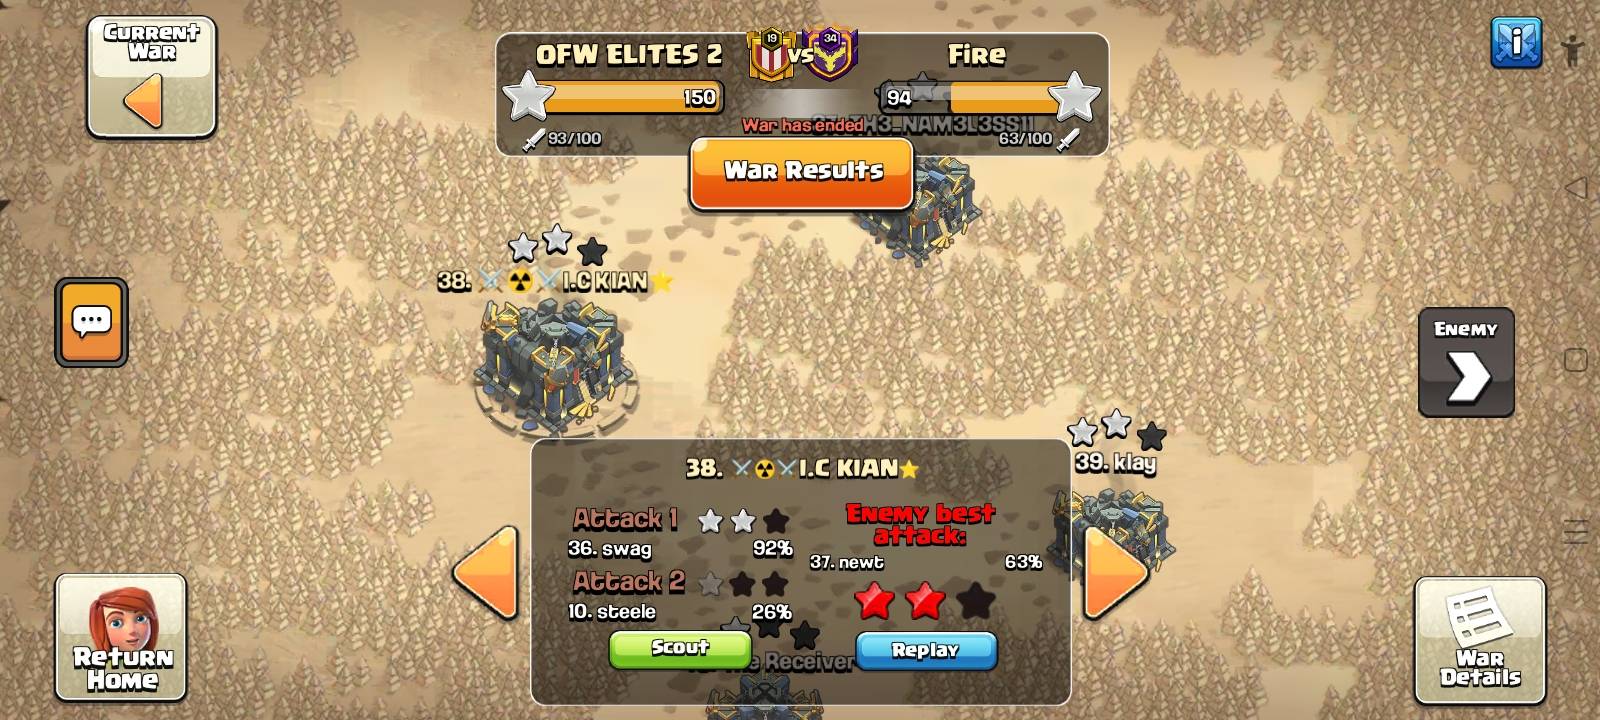 Current
War
OFW ELITES 2
19
vs
34
Fire
150
94
War has ended
93/100
63/100
War Results
38. ⚔️☢️⚔️I.C KIAN⭐
Enemy
39. klay
38. ⚔️☢️⚔️I.C KIAN⭐
Attack 1
36. swag 92%
Attack 2
10. steele 26%
Enemy best
attack:
37. newt 63%
Scout
Replay
Receiver
Return
Home
War
Details